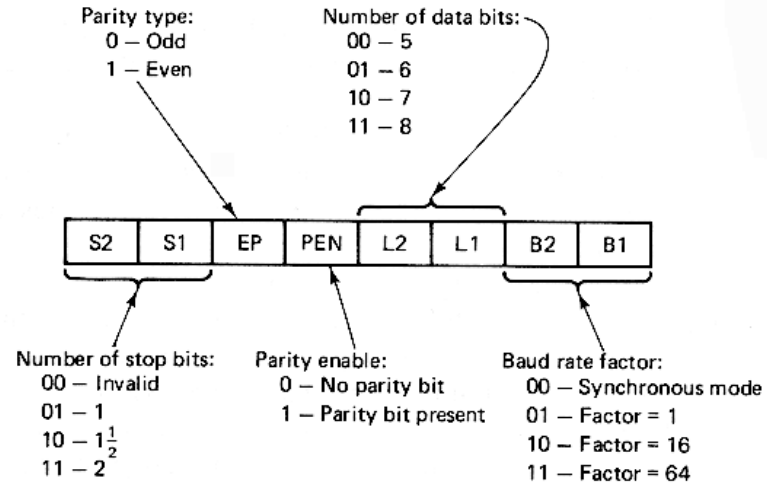 Parity type:
0 — Odd
1 — Even
Number of data bits:
00 — 5
01 — 6
10 — 7
11 — 8
S2 S1 EP PEN L2 L1 B2 B1
Number of stop bits:
00 — Invalid
01 — 1
10 — 1½
11 — 2
Parity enable:
0 — No parity bit
1 — Parity bit present
Baud rate factor:
00 — Synchronous mode
01 — Factor = 1
10 — Factor = 16
11 — Factor = 64